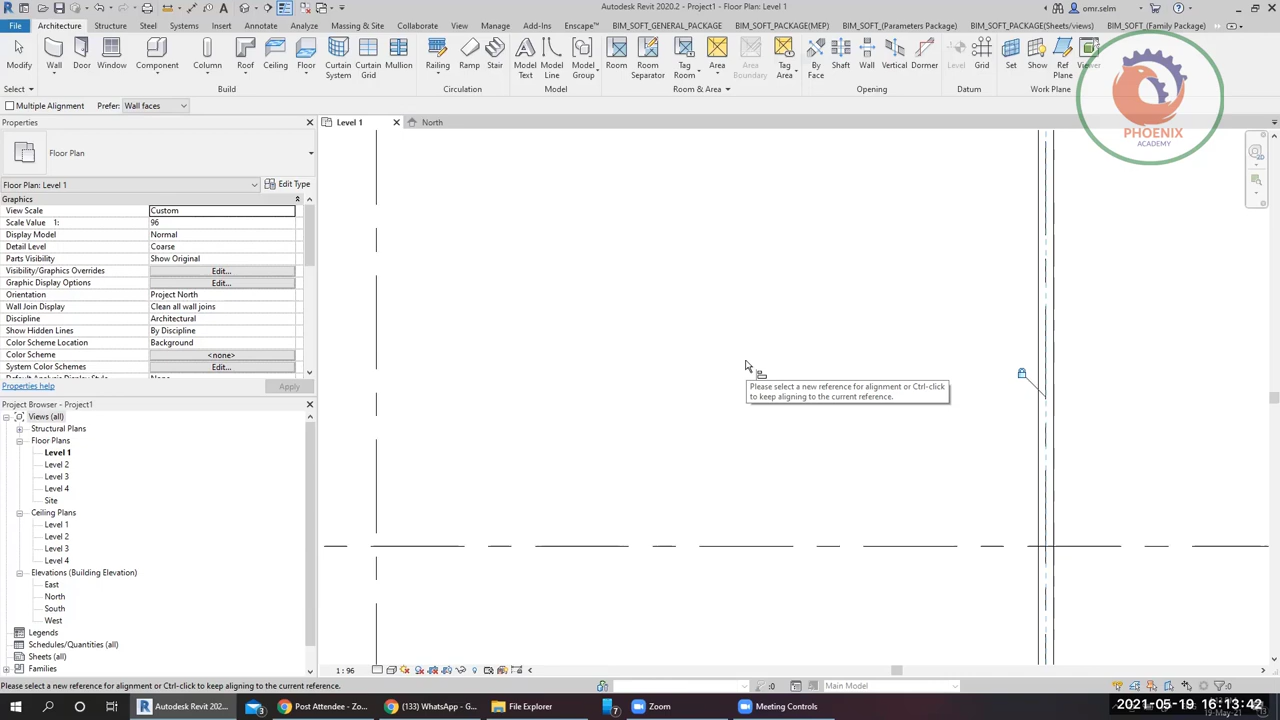 Autodesk Revit 2020.2 - Project1 - Floor Plan: Level 1
omr.selm
File Architecture Structure Steel Systems Insert Annotate Analyze Massing & Site Collaborate View Manage Add-Ins Enscape™ BIM_SOFT_GENERAL_PACKAGE BIM_SOFT_PACKAGE(MEP) BIM_SOFT_(Parameters Package) BIM_SOFT_PACKAGE(Sheets/views) BIM_SOFT_(Family Package)
Modify Wall Door Window Component Column Roof Ceiling Floor Curtain System Curtain Grid Mullion Railing Ramp Stair Model Text Model Line Model Group Room Room Separator Tag Room Area Area Boundary Tag Area By Face Shaft Wall Vertical Dormer Level Grid Set Show Ref Plane Viewer
Select Build Circulation Model Room & Area Opening Datum Work Plane
PHOENIX
ACADEMY
Multiple Alignment Prefer: Wall faces
Properties
Level 1
North
Floor Plan
Floor Plan: Level 1 Edit Type
Graphics
View Scale Custom
Scale Value 1: 96
Display Model Normal
Detail Level Coarse
Parts Visibility Show Original
Visibility/Graphics Overrides Edit...
Graphic Display Options Edit...
Orientation Project North
Wall Join Display Clean all wall joins
Discipline Architectural
Show Hidden Lines By Discipline
Color Scheme Location Background
Color Scheme <none>
System Color Schemes Edit...
Properties help Apply
Please select a new reference for alignment or Ctrl-click
to keep aligning to the current reference.
Project Browser - Project1
Views (all)
Structural Plans
Floor Plans
Level 1
Level 2
Level 3
Level 4
Site
Ceiling Plans
Level 1
Level 2
Level 3
Level 4
Elevations (Building Elevation)
East
North
South
West
Legends
Schedules/Quantities (all)
Sheets (all)
Families
1 : 96
Please select a new reference for alignment or Ctrl-click to keep aligning to the current reference.
:0 Main Model :0
Autodesk Revit 2020... 3 Post Attendee - Zo... (133) WhatsApp - G... File Explorer 7 Zoom Meeting Controls
2021-05-19 16:13:42